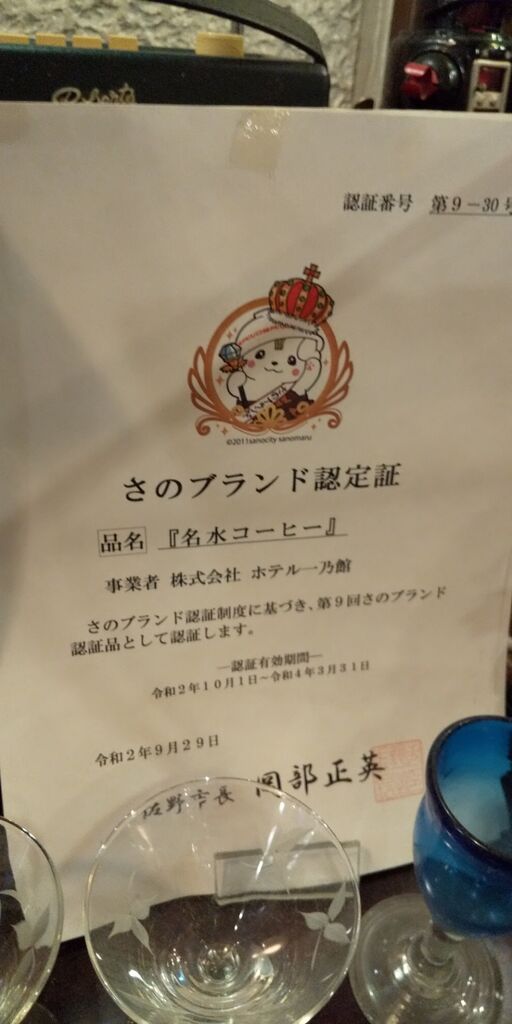 Roberts
認証番号 第９－30号
©2011sanocity sanomaru
さのブランド認定証
品名 『名水コーヒー』
事業者 株式会社 ホテル一乃館
さのブランド認証制度に基づき、第９回さのブランド
認証品として認証します。
―認証有効期間―
令和２年１０月１日～令和４年３月３１日
令和２年９月２９日
佐野市長 岡部正英